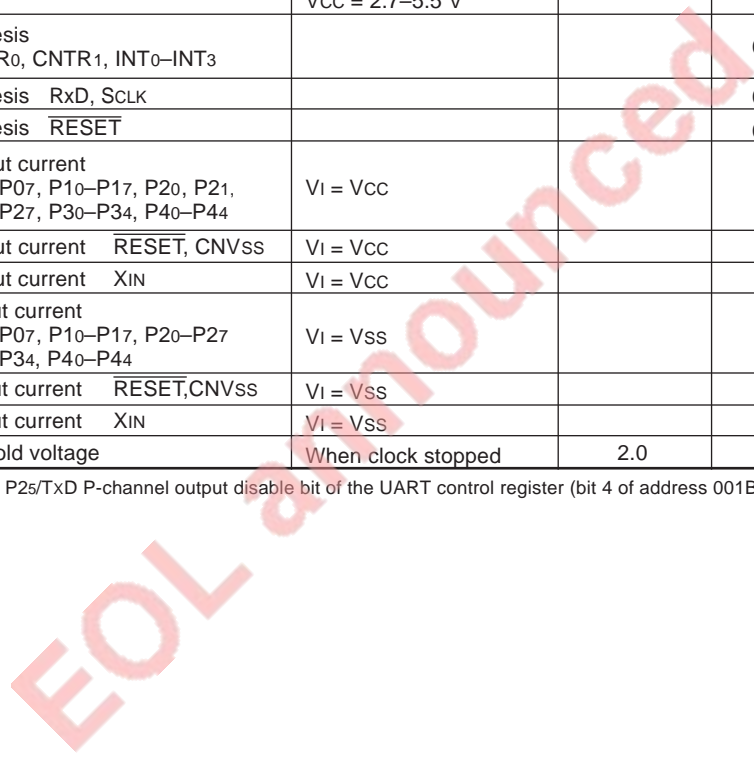 VCC = 2.7–5.5 V
esis
R0, CNTR1, INT0–INT3
esis RxD, SCLK
esis RESET
ut current
P07, P10–P17, P20, P21,
P27, P30–P34, P40–P44
VI = VCC
ut current RESET, CNVSS VI = VCC
ut current XIN VI = VCC
ut current
P07, P10–P17, P20–P27
P34, P40–P44
VI = VSS
ut current RESET,CNVSS VI = VSS
ut current XIN VI = VSS
old voltage When clock stopped 2.0
P25/TXD P-channel output disable bit of the UART control register (bit 4 of address 001B
EOL announced